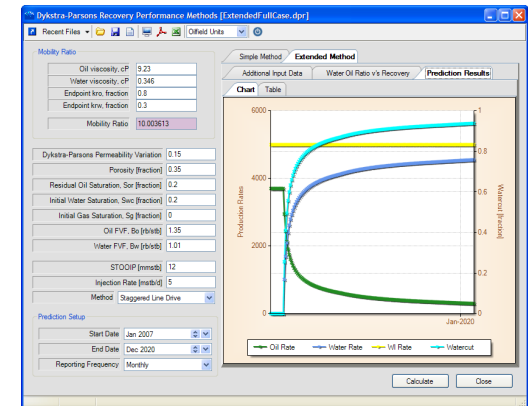 Dykstra-Parsons Recovery Performance Methods [ExtendedFullCase.dpr]
Recent Files
Oilfield Units
Mobility Ratio
Oil viscosity, cP 9.23
Water viscosity, cP 0.346
Endpoint kro, fraction 0.8
Endpoint krw, fraction 0.3
Mobility Ratio 10.003613
Dykstra-Parsons Permeability Variation 0.15
Porosity [fraction] 0.35
Residual Oil Saturation, Sor [fraction] 0.2
Initial Water Saturation, Swc [fraction] 0.2
Initial Gas Saturation, Sg [fraction] 0
Oil FVF, Bo [rb/stb] 1.35
Water FVF, Bw [rb/stb] 1.01
STOOIP [mmstb] 12
Injection Rate [mstb/d] 5
Method Staggered Line Drive
Prediction Setup
Start Date Jan 2007
End Date Dec 2020
Reporting Frequency Monthly
Simple Method Extended Method
Additional Input Data Water Oil Ratio v's Recovery Prediction Results
Chart Table
Production Rates
6000
4000
2000
0
Watercut [fraction]
1
0.8
0.6
0.4
0.2
0
Jan-2020
Oil Rate Water Rate WI Rate Watercut
Calculate Close